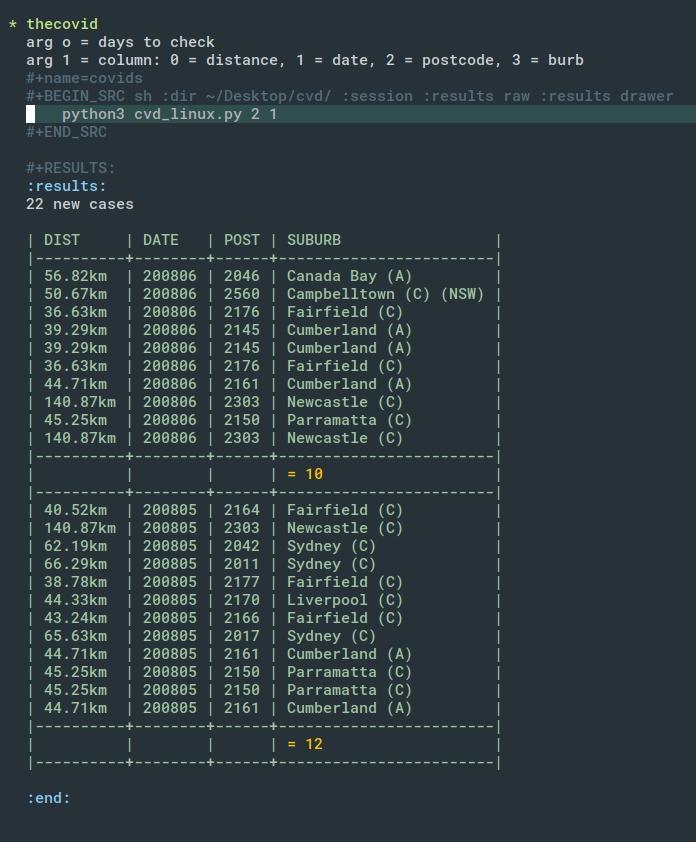 * thecovid
arg o = days to check
arg 1 = column: 0 = distance, 1 = date, 2 = postcode, 3 = burb
#+name=covids
#+BEGIN_SRC sh :dir ~/Desktop/cvd/ :session :results raw :results drawer
    python3 cvd_linux.py 2 1
#+END_SRC

#+RESULTS:
:results:
22 new cases

| DIST     | DATE   | POST | SUBURB                 |
|----------+--------+------+------------------------|
| 56.82km  | 200806 | 2046 | Canada Bay (A)         |
| 50.67km  | 200806 | 2560 | Campbelltown (C) (NSW) |
| 36.63km  | 200806 | 2176 | Fairfield (C)          |
| 39.29km  | 200806 | 2145 | Cumberland (A)         |
| 39.29km  | 200806 | 2145 | Cumberland (A)         |
| 36.63km  | 200806 | 2176 | Fairfield (C)          |
| 44.71km  | 200806 | 2161 | Cumberland (A)         |
| 140.87km | 200806 | 2303 | Newcastle (C)          |
| 45.25km  | 200806 | 2150 | Parramatta (C)         |
| 140.87km | 200806 | 2303 | Newcastle (C)          |
|----------+--------+------+------------------------|
|          |        |      | = 10                   |
|----------+--------+------+------------------------|
| 40.52km  | 200805 | 2164 | Fairfield (C)          |
| 140.87km | 200805 | 2303 | Newcastle (C)          |
| 62.19km  | 200805 | 2042 | Sydney (C)             |
| 66.29km  | 200805 | 2011 | Sydney (C)             |
| 38.78km  | 200805 | 2177 | Fairfield (C)          |
| 44.33km  | 200805 | 2170 | Liverpool (C)          |
| 43.24km  | 200805 | 2166 | Fairfield (C)          |
| 65.63km  | 200805 | 2017 | Sydney (C)             |
| 44.71km  | 200805 | 2161 | Cumberland (A)         |
| 45.25km  | 200805 | 2150 | Parramatta (C)         |
| 45.25km  | 200805 | 2150 | Parramatta (C)         |
| 44.71km  | 200805 | 2161 | Cumberland (A)         |
|----------+--------+------+------------------------|
|          |        |      | = 12                   |
|----------+--------+------+------------------------|

:end: